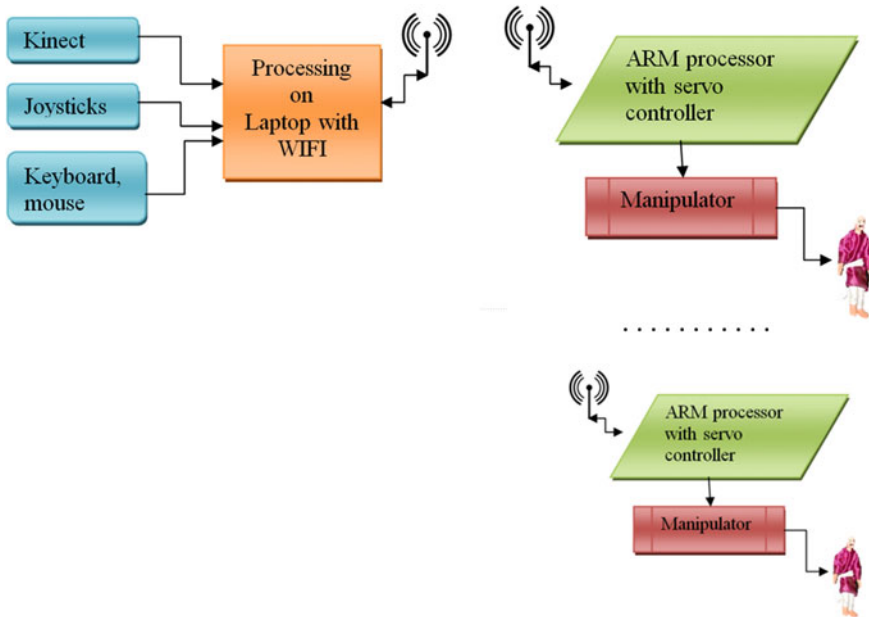 Kinect
Joysticks
Keyboard,
mouse
Processing
on
Laptop with
WIFI
ARM processor
with servo
controller
Manipulator
. . . . . . . . . . .
ARM processor
with servo
controller
Manipulator